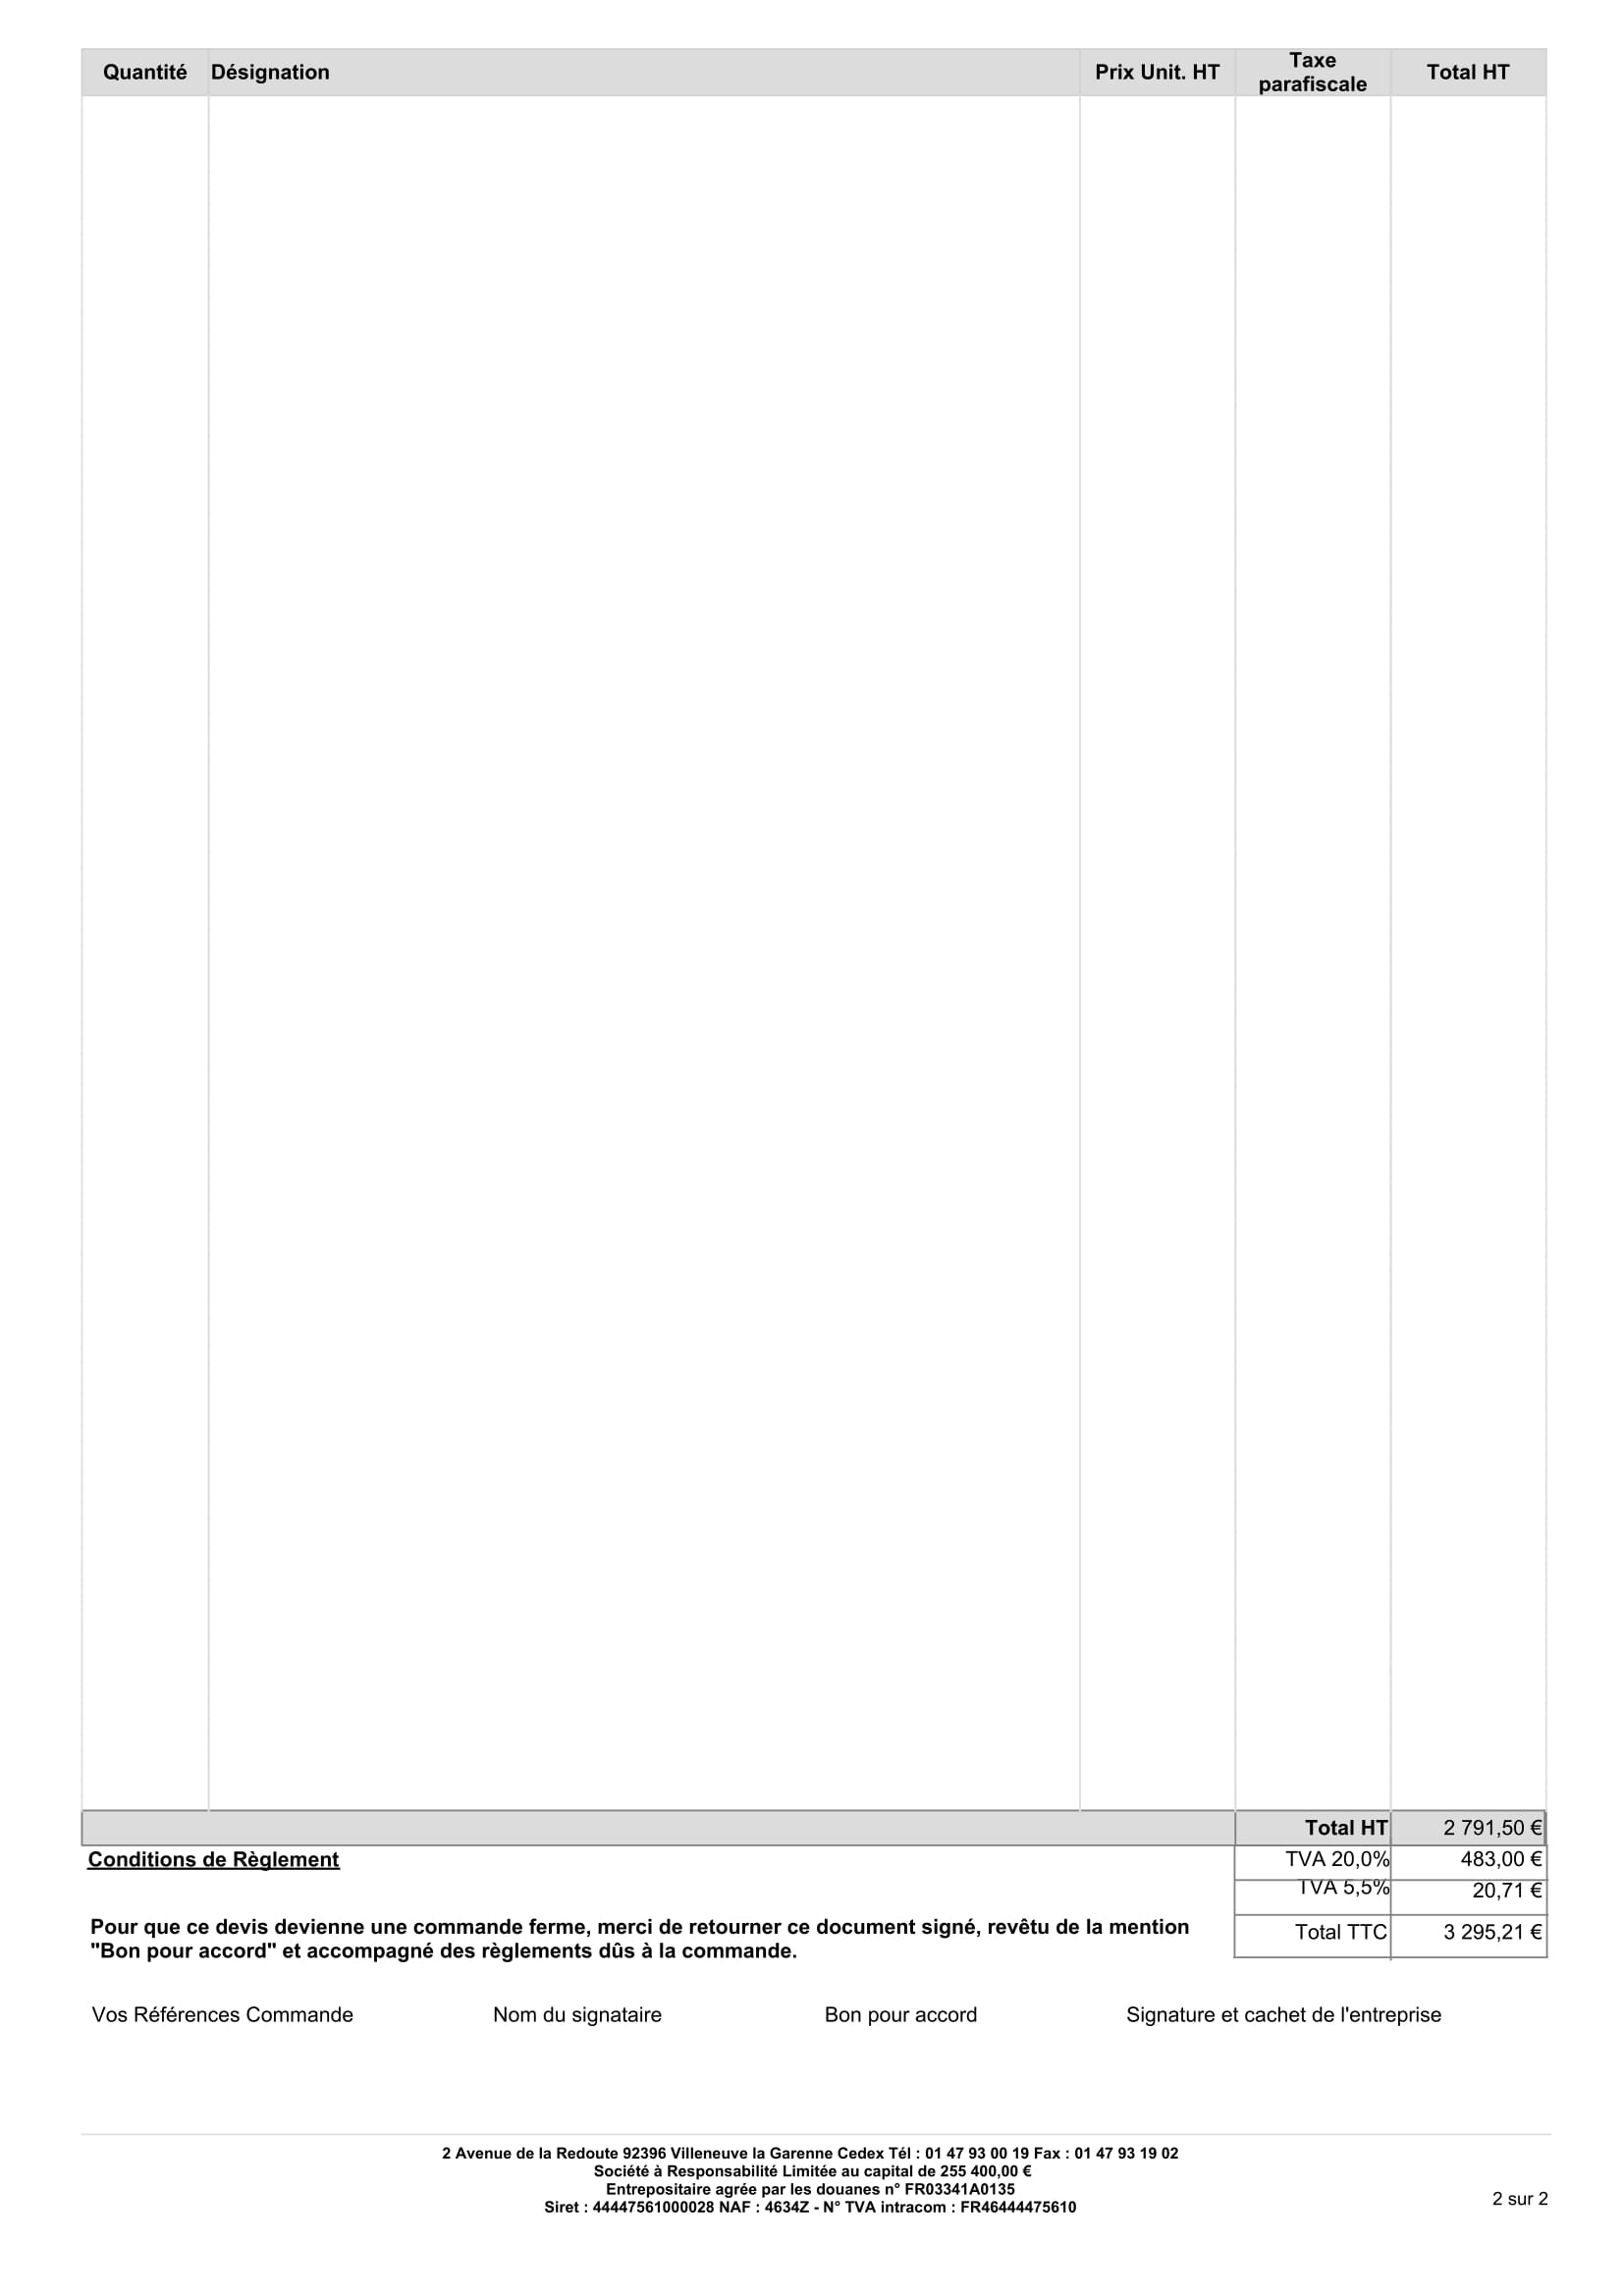 Quantité Désignation Prix Unit. HT Taxe parafiscale Total HT
Total HT 2 791,50 €
Conditions de Règlement TVA 20,0% 483,00 €
TVA 5,5% 20,71 €
Pour que ce devis devienne une commande ferme, merci de retourner ce document signé, revêtu de la mention
"Bon pour accord" et accompagné des règlements dûs à la commande.
Total TTC 3 295,21 €
Vos Références Commande Nom du signataire Bon pour accord Signature et cachet de l'entreprise
2 Avenue de la Redoute 92396 Villeneuve la Garenne Cedex Tél : 01 47 93 00 19 Fax : 01 47 93 19 02
Société à Responsabilité Limitée au capital de 255 400,00 €
Entrepositaire agrée par les douanes n° FR03341A0135
Siret : 44447561000028 NAF : 4634Z - N° TVA intracom : FR46444475610
2 sur 2